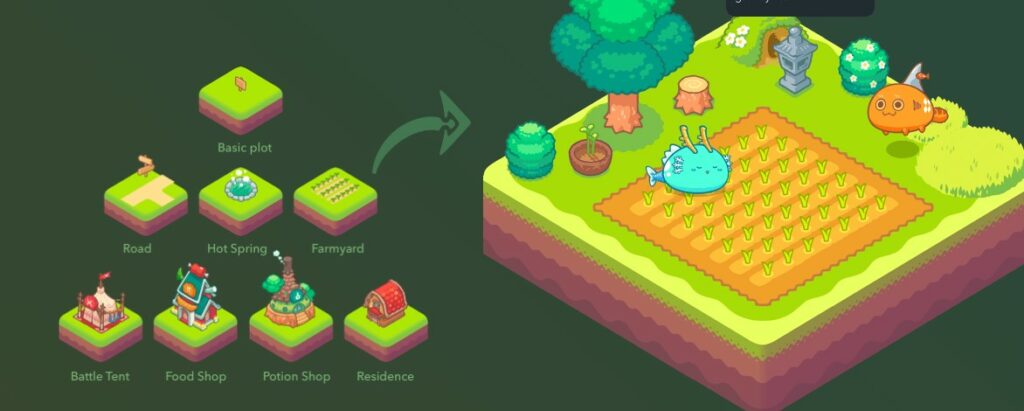 Basic plot
Road
Hot Spring
Farmyard
Battle Tent
Food Shop
Potion Shop
Residence